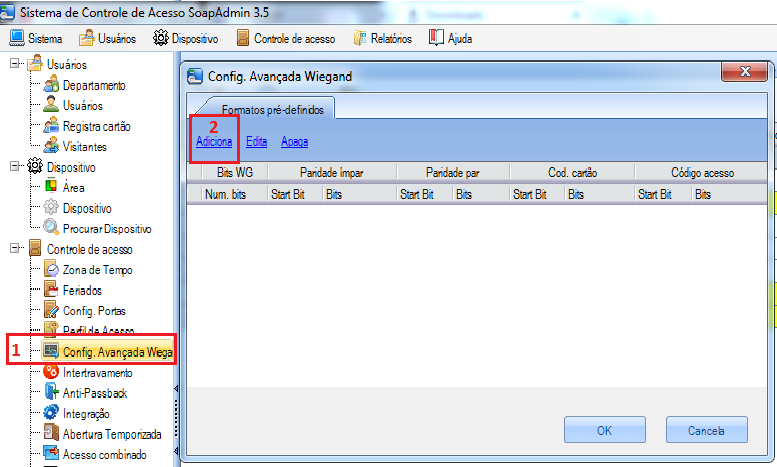 Sistema de Controle de Acesso SoapAdmin 3.5
Sistema Usuários Dispositivo Controle de acesso Relatórios Ajuda
Usuários
Departamento
Usuários
Registra cartão
Visitantes
Dispositivo
Área
Dispositivo
Procurar Dispositivo
Controle de acesso
Zona de Tempo
Feriados
Config. Portas
Perfil de Acesso
1 Config. Avançada Wiega
Intertravamento
Anti-Passback
Integração
Abertura Temporizada
Acesso combinado
Config. Avançada Wiegand
Formatos pré-definidos
2
Adiciona Edita Apaga
Bits WG Paridade ímpar Paridade par Cod. cartão Código acesso
Num. bits Start Bit Bits Start Bit Bits Start Bit Bits Start Bit Bits
OK Cancela